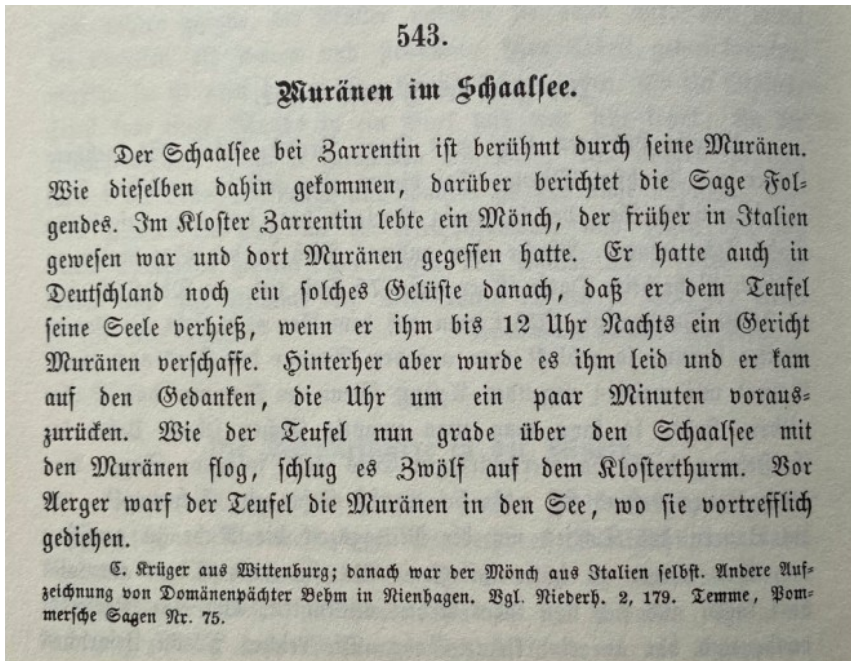 543.
Muränen im Schaalsee.
Der Schaalsee bei Zarrentin ist berühmt durch seine Muränen.
Wie dieselben dahin gekommen, darüber berichtet die Sage Fol-
gendes. Im Kloster Zarrentin lebte ein Mönch, der früher in Italien
gewesen war und dort Muränen gegessen hatte. Er hatte auch in
Deutschland noch ein solches Gelüste danach, daß er dem Teufel
seine Seele verhieß, wenn er ihm bis 12 Uhr Nachts ein Gericht
Muränen verschaffe. Hinterher aber wurde es ihm leid und er kam
auf den Gedanken, die Uhr um ein paar Minuten voraus-
zurücken. Wie der Teufel nun grade über den Schaalsee mit
den Muränen flog, schlug es Zwölf auf dem Klosterthurm. Vor
Aerger warf der Teufel die Muränen in den See, wo sie vortrefflich
gediehen.
C. Krüger aus Wittenburg; danach war der Mönch aus Italien selbst. Andere Auf-
zeichnung von Domänenpächter Behm in Nienhagen. Vgl. Niederh. 2, 179. Temme, Pom-
mersche Sagen Nr. 75.